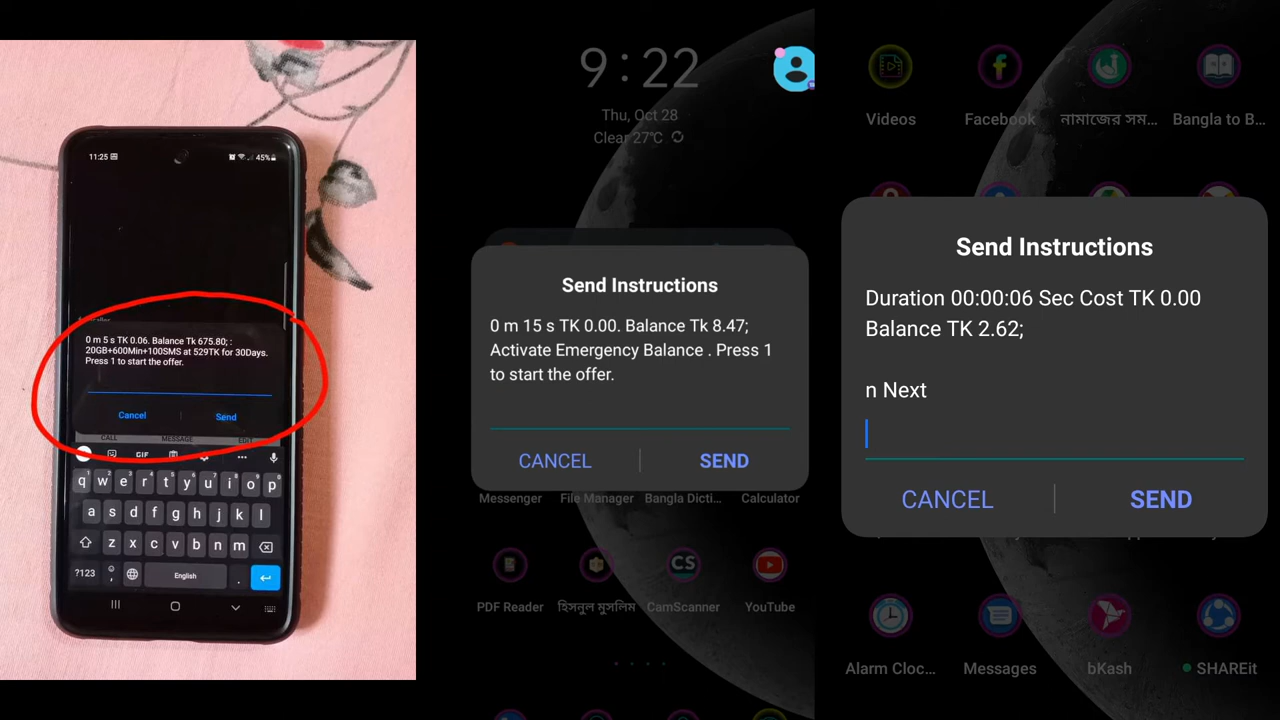 11:25
45%
0 m 5 s TK 0.06. Balance Tk 675.80; :
20GB+600Min+100SMS at 529TK for 30Days.
Press 1 to start the offer.
Cancel
Send
CALL
MESSAGE
EDIT
GIF
q w e r t y u i o p
a s d f g h j k l
z x c v b n m
?123
English
.
9:22
Thu, Oct 28
Clear 27℃
Send Instructions
0 m 15 s TK 0.00. Balance Tk 8.47;
Activate Emergency Balance . Press 1
to start the offer.
CANCEL
SEND
Messenger
File Manager
Bangla Dicti...
Calculator
PDF Reader
হিসনুল মুসলিম
CS
CamScanner
YouTube
Videos
Facebook
নামাজের সম...
Bangla to B...
Send Instructions
Duration 00:00:06 Sec Cost TK 0.00
Balance TK 2.62;
n Next
CANCEL
SEND
Alarm Cloc...
Messages
bKash
SHAREit